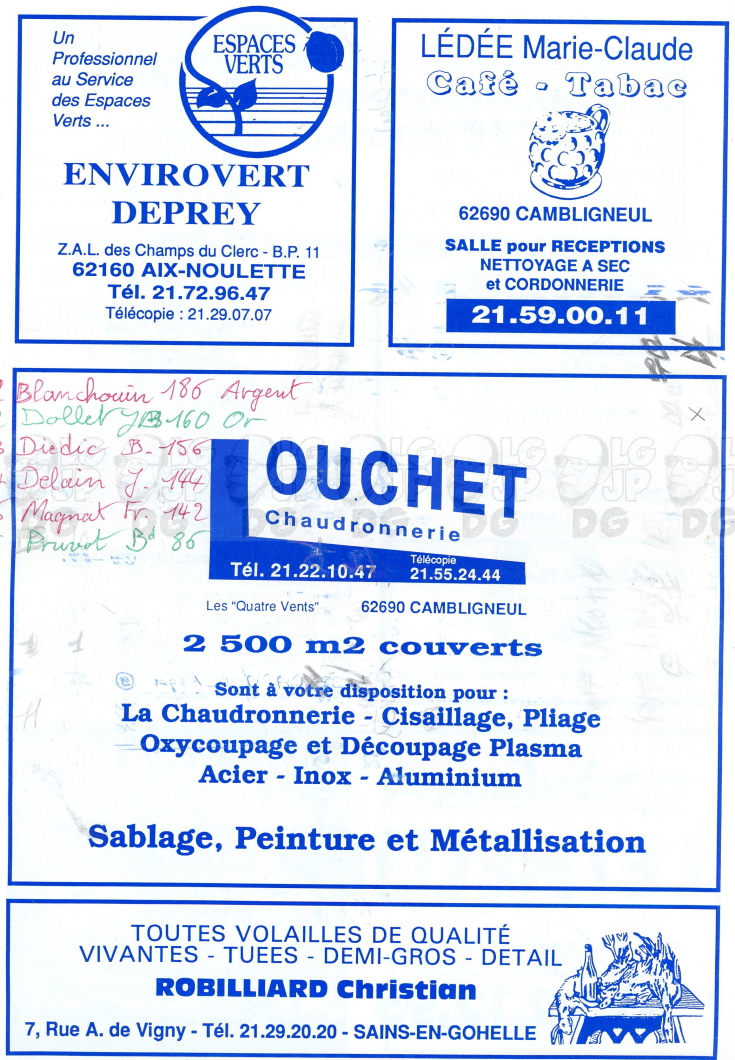 Un
Professionnel
au Service
des Espaces
Verts ...
ESPACES
VERTS
ENVIROVERT
DEPREY
Z.A.L. des Champs du Clerc - B.P. 11
62160 AIX-NOULETTE
Tél. 21.72.96.47
Télécopie : 21.29.07.07
LÉDÉE Marie-Claude
Café - Tabac
62690 CAMBLIGNEUL
SALLE pour RECEPTIONS
NETTOYAGE A SEC
et CORDONNERIE
21.59.00.11
Blanchouin 186 Argent
Dollet JB 160 Or
Diedic B. 156
Delain J. 144
Magnat Fr. 142
Pruvot Bd 86
LOUCHET
Chaudronnerie
Tél. 21.22.10.47
Télécopie
21.55.24.44
Les "Quatre Vents" 62690 CAMBLIGNEUL
2 500 m2 couverts
Sont à votre disposition pour :
La Chaudronnerie - Cisaillage, Pliage
Oxycoupage et Découpage Plasma
Acier - Inox - Aluminium
Sablage, Peinture et Métallisation
LG
JP
DG
TOUTES VOLAILLES DE QUALITÉ
VIVANTES - TUEES - DEMI-GROS - DETAIL
ROBILLIARD Christian
7, Rue A. de Vigny - Tél. 21.29.20.20 - SAINS-EN-GOHELLE